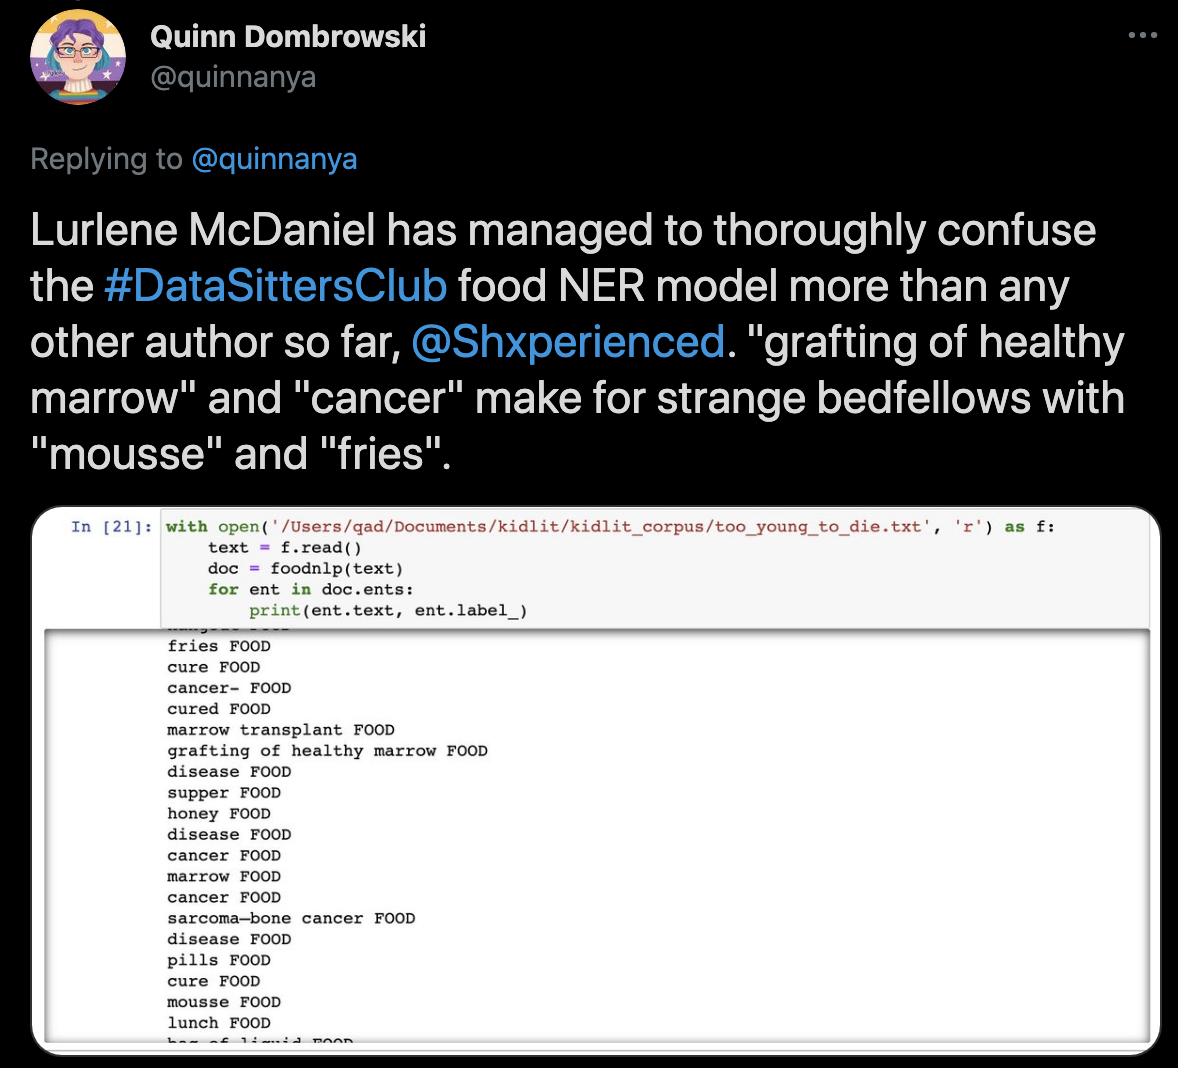 Quinn Dombrowski
@quinnanya
Replying to @quinnanya
Lurlene McDaniel has managed to thoroughly confuse
the #DataSittersClub food NER model more than any
other author so far, @Shxperienced. "grafting of healthy
marrow" and "cancer" make for strange bedfellows with
"mousse" and "fries".
In [21]: with open('/Users/qad/Documents/kidlit/kidlit_corpus/too_young_to_die.txt', 'r') as f:
text = f.read()
doc = foodnlp(text)
for ent in doc.ents:
print(ent.text, ent.label_)
fries FOOD
cure FOOD
cancer- FOOD
cured FOOD
marrow transplant FOOD
grafting of healthy marrow FOOD
disease FOOD
supper FOOD
honey FOOD
disease FOOD
cancer FOOD
marrow FOOD
cancer FOOD
sarcoma—bone cancer FOOD
disease FOOD
pills FOOD
cure FOOD
mousse FOOD
lunch FOOD
bag of liquid FOOD